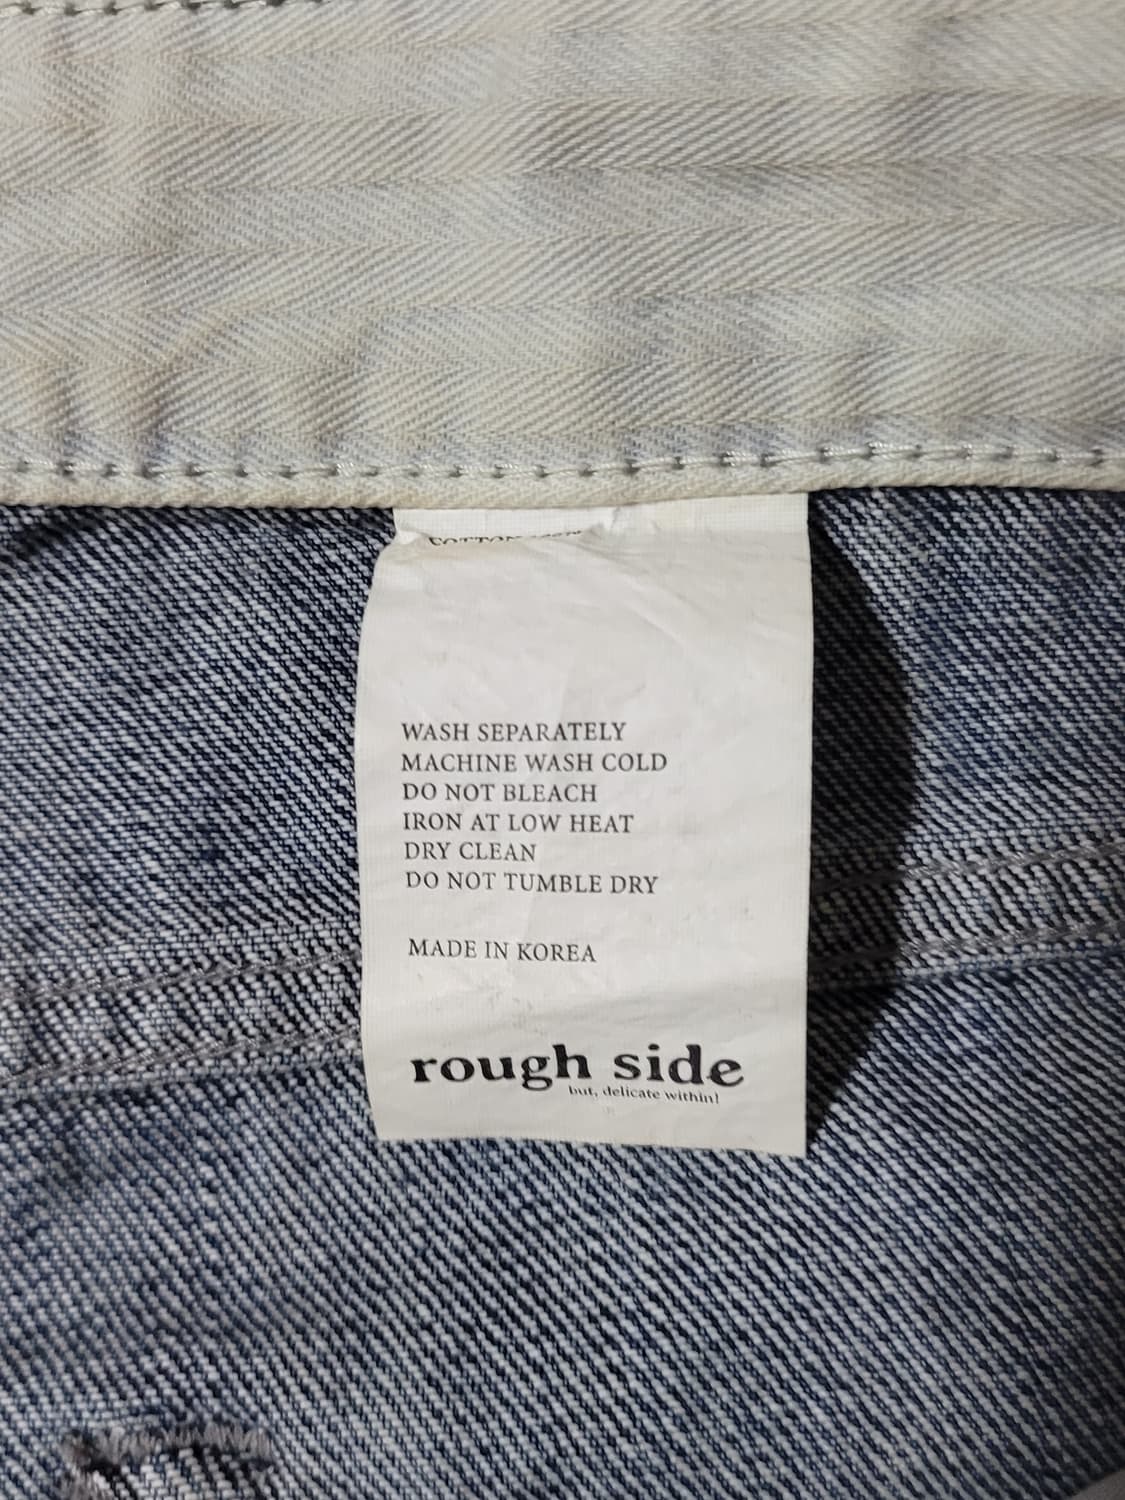 COTTON
WASH SEPARATELY
MACHINE WASH COLD
DO NOT BLEACH
IRON AT LOW HEAT
DRY CLEAN
DO NOT TUMBLE DRY
MADE IN KOREA
rough side
but, delicate within!